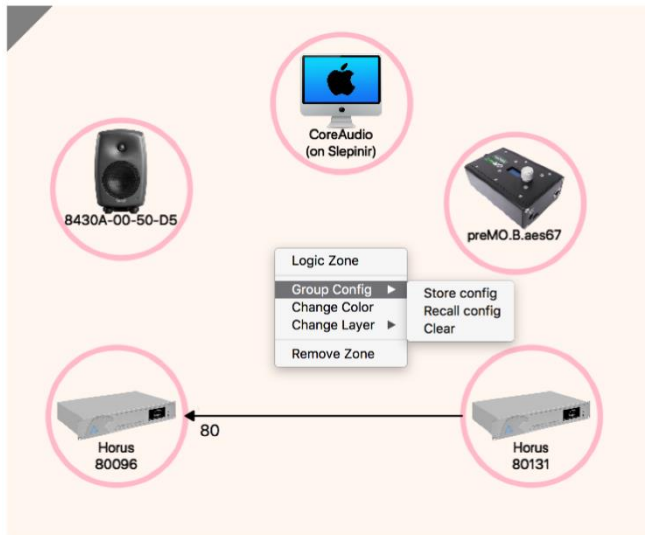 CoreAudio
(on Slepinir)
8430A-00-50-D5
preMO.B.aes67
Logic Zone
Group Config
Store config
Change Color
Recall config
Change Layer
Clear
Remove Zone
80
Horus
80096
Horus
80131